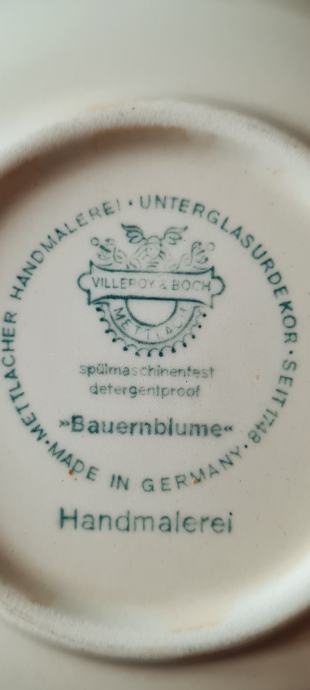 METTLACHER HANDMALEREI · UNTERGLASURDEKOR · SEIT 1748 · MADE IN GERMANY ·
VILLEROY & BOCH
METTLACH
spülmaschinenfest
detergentproof
»Bauernblume«
Handmalerei